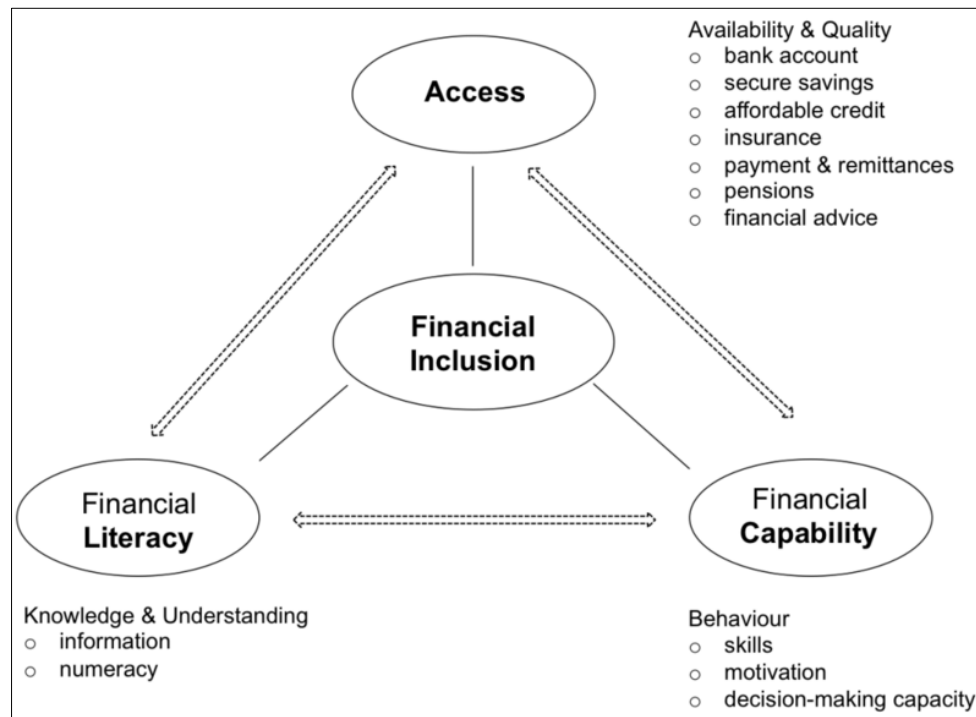 Availability & Quality
○ bank account
○ secure savings
○ affordable credit
○ insurance
○ payment & remittances
○ pensions
○ financial advice
Access
Financial
Inclusion
Financial
Literacy
Financial
Capability
Knowledge & Understanding
○ information
○ numeracy
Behaviour
○ skills
○ motivation
○ decision-making capacity